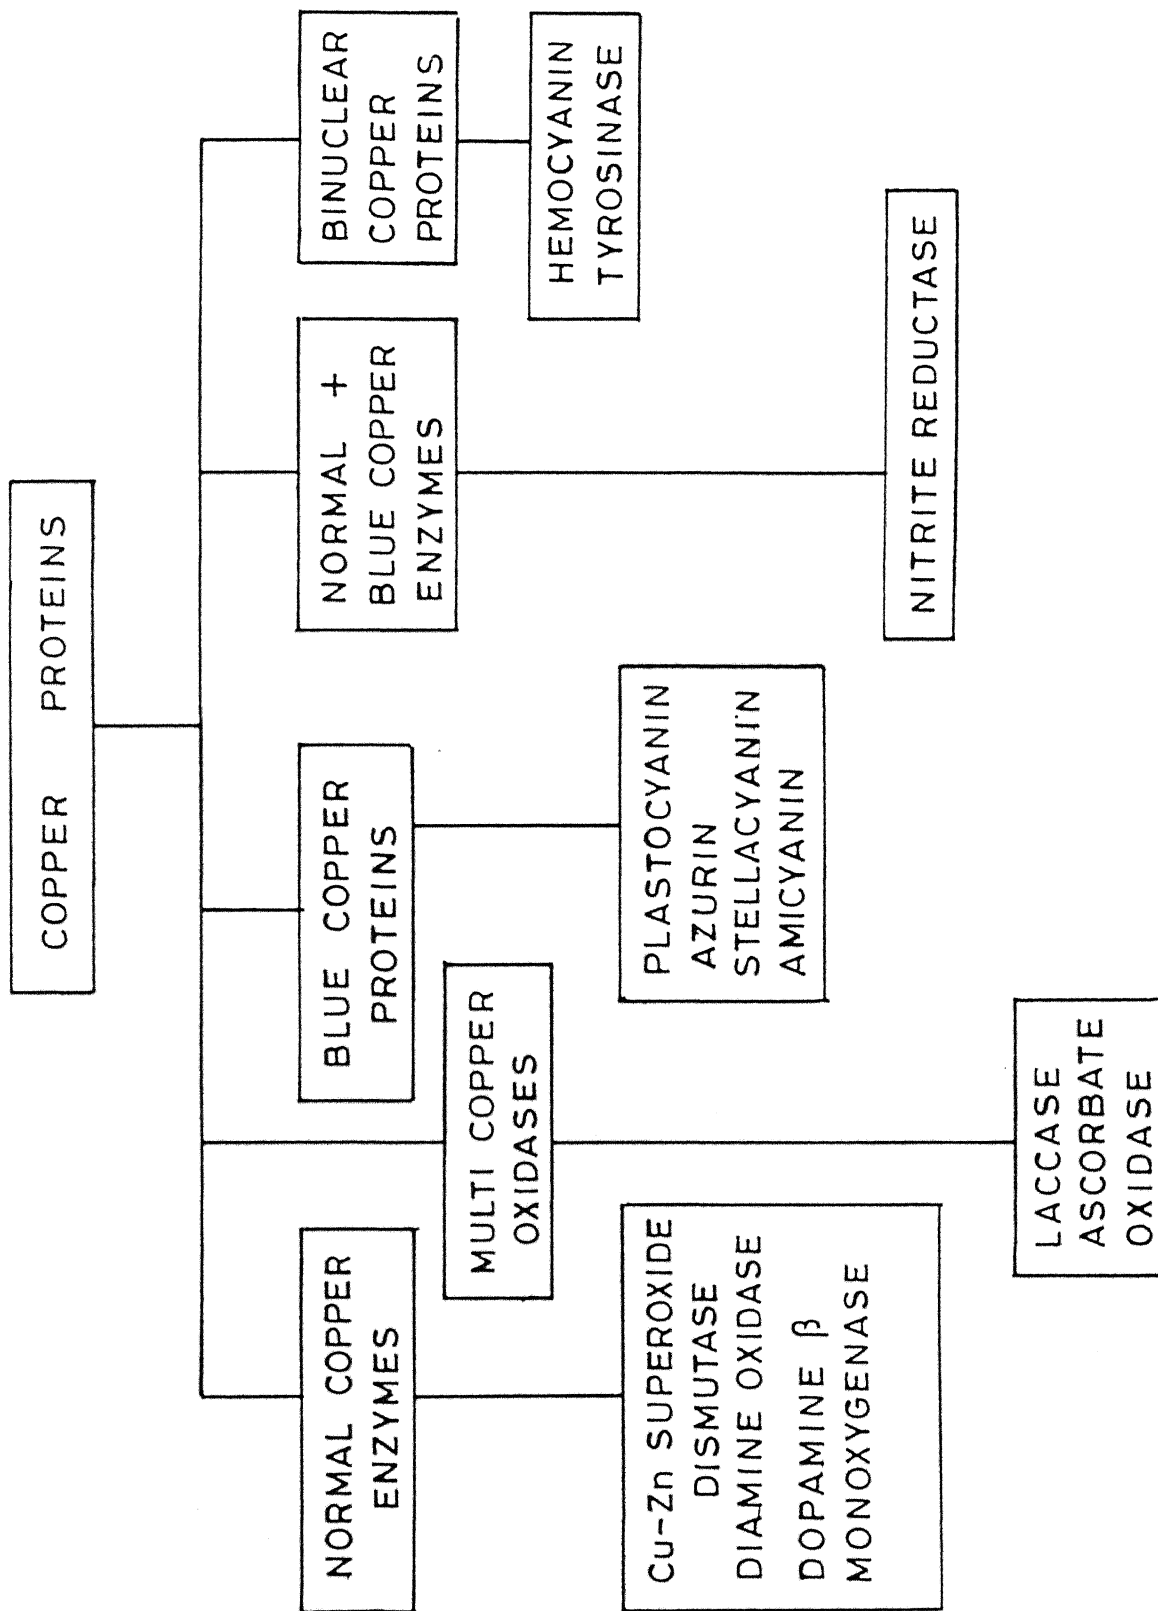 COPPER PROTEINS
NORMAL COPPER
ENZYMES
MULTI COPPER
OXIDASES
BLUE COPPER
PROTEINS
NORMAL +
BLUE COPPER
ENZYMES
BINUCLEAR
COPPER
PROTEINS
Cu-Zn SUPEROXIDE
DISMUTASE
DIAMINE OXIDASE
DOPAMINE β
MONOXYGENASE
LACCASE
ASCORBATE
OXIDASE
PLASTOCYANIN
AZURIN
STELLACYANIN
AMICYANIN
NITRITE REDUCTASE
HEMOCYANIN
TYROSINASE